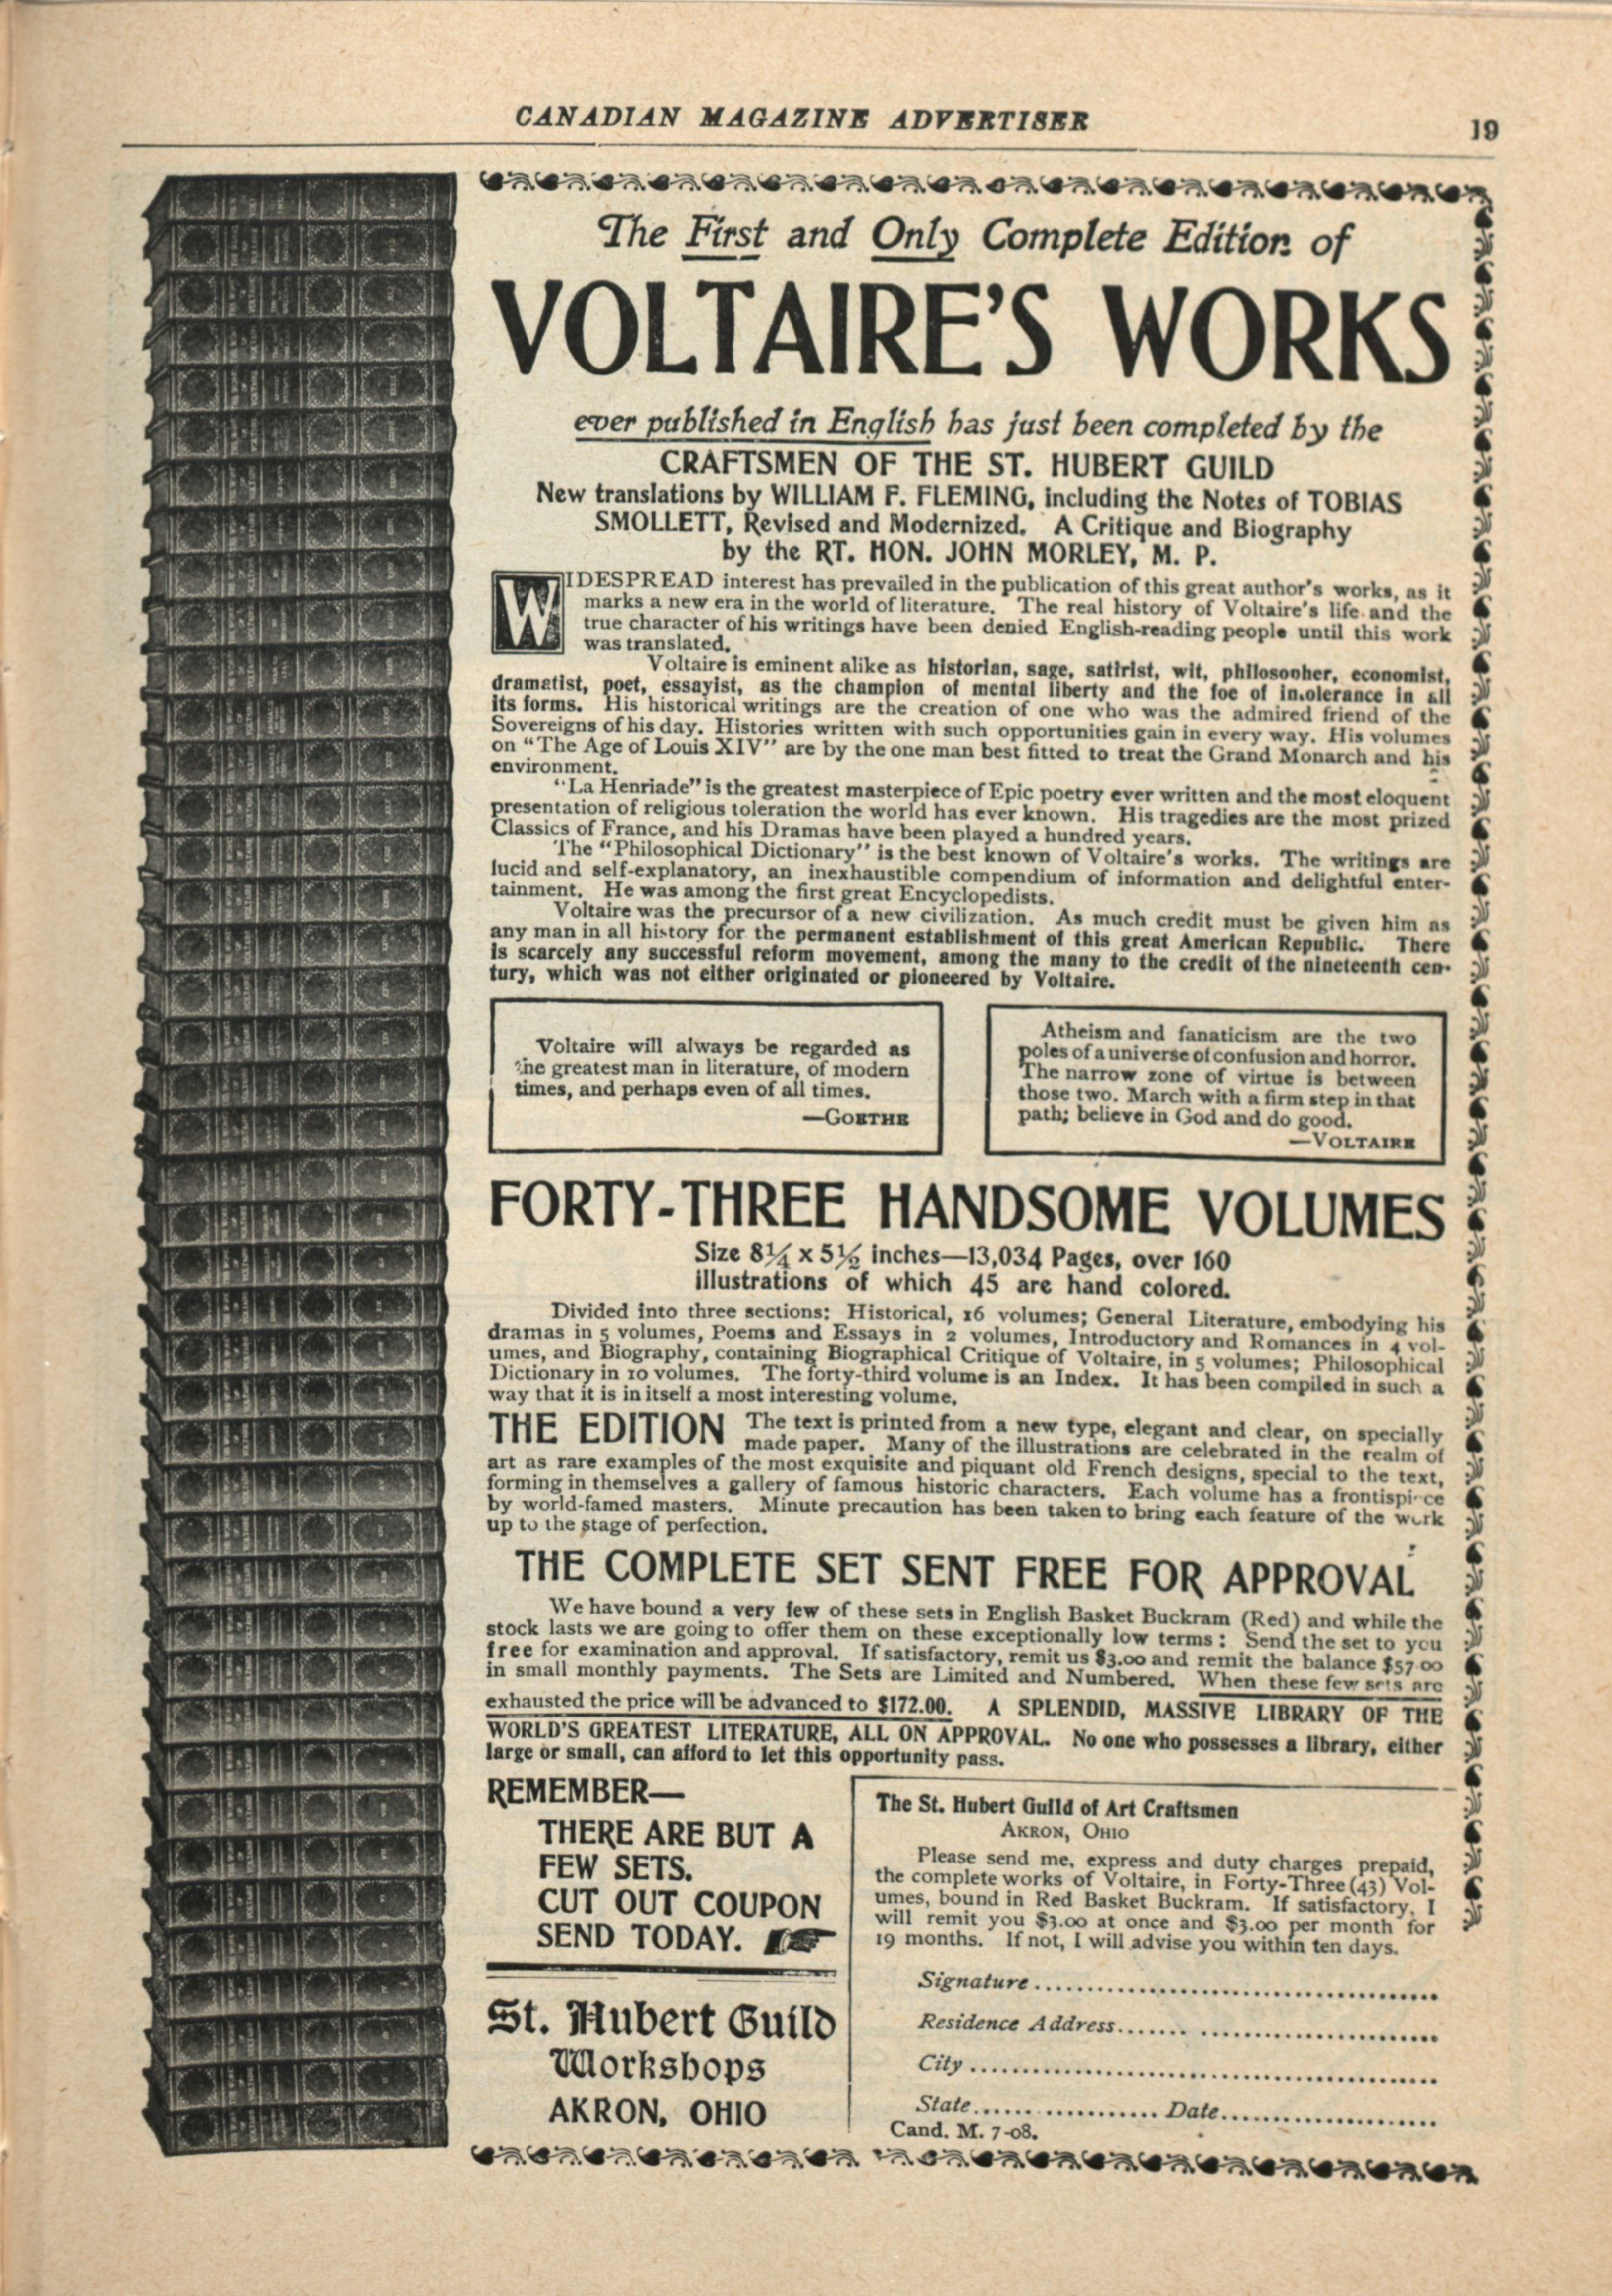 CANADIAN MAGAZINE ADVERTISER
19
The First and Only Complete Edition of
VOLTAIRE'S WORKS
ever published in English has just been completed by the
CRAFTSMEN OF THE ST. HUBERT GUILD
New translations by WILLIAM F. FLEMING, including the Notes of TOBIAS
SMOLLETT, Revised and Modernized. A Critique and Biography
by the RT. HON. JOHN MORLEY, M. P.
WIDESPREAD interest has prevailed in the publication of this great author's works, as it
marks a new era in the world of literature. The real history of Voltaire's life and the
true character of his writings have been denied English-reading people until this work
was translated.
Voltaire is eminent alike as historian, sage, satirist, wit, philosopher, economist,
dramatist, poet, essayist, as the champion of mental liberty and the foe of intolerance in all
its forms. His historical writings are the creation of one who was the admired friend of the
Sovereigns of his day. Histories written with such opportunities gain in every way. His volumes
on "The Age of Louis XIV" are by the one man best fitted to treat the Grand Monarch and his
environment.
"La Henriade" is the greatest masterpiece of Epic poetry ever written and the most eloquent
presentation of religious toleration the world has ever known. His tragedies are the most prized
Classics of France, and his Dramas have been played a hundred years.
The "Philosophical Dictionary" is the best known of Voltaire's works. The writings are
lucid and self-explanatory, an inexhaustible compendium of information and delightful enter-
tainment. He was among the first great Encyclopedists.
Voltaire was the precursor of a new civilization. As much credit must be given him as
any man in all history for the permanent establishment of this great American Republic. There
is scarcely any successful reform movement, among the many to the credit of the nineteenth cen-
tury, which was not either originated or pioneered by Voltaire.
Voltaire will always be regarded as
the greatest man in literature, of modern
times, and perhaps even of all times.
—GOETHE
Atheism and fanaticism are the two
poles of a universe of confusion and horror.
The narrow zone of virtue is between
those two. March with a firm step in that
path; believe in God and do good.
—VOLTAIRE
FORTY-THREE HANDSOME VOLUMES
Size 8¼ x 5½ inches—13,034 Pages, over 160
illustrations of which 45 are hand colored.
Divided into three sections: Historical, 16 volumes; General Literature, embodying his
dramas in 5 volumes, Poems and Essays in 2 volumes, Introductory and Romances in 4 vol-
umes, and Biography, containing Biographical Critique of Voltaire, in 5 volumes; Philosophical
Dictionary in 10 volumes. The forty-third volume is an Index. It has been compiled in such a
way that it is in itself a most interesting volume.
THE EDITION The text is printed from a new type, elegant and clear, on specially
made paper. Many of the illustrations are celebrated in the realm of
art as rare examples of the most exquisite and piquant old French designs, special to the text,
forming in themselves a gallery of famous historic characters. Each volume has a frontispiece
by world-famed masters. Minute precaution has been taken to bring each feature of the work
up to the stage of perfection.
THE COMPLETE SET SENT FREE FOR APPROVAL
We have bound a very few of these sets in English Basket Buckram (Red) and while the
stock lasts we are going to offer them on these exceptionally low terms: Send the set to you
free for examination and approval. If satisfactory, remit us $3.00 and remit the balance $57.00
in small monthly payments. The Sets are Limited and Numbered. When these few sets are
exhausted the price will be advanced to $172.00. A SPLENDID, MASSIVE LIBRARY OF THE
WORLD'S GREATEST LITERATURE, ALL ON APPROVAL. No one who possesses a library, either
large or small, can afford to let this opportunity pass.
REMEMBER—
THERE ARE BUT A
FEW SETS.
CUT OUT COUPON
SEND TODAY.
St. Hubert Guild
Workshops
AKRON, OHIO
The St. Hubert Guild of Art Craftsmen
AKRON, OHIO
Please send me, express and duty charges prepaid,
the complete works of Voltaire, in Forty-Three (43) Vol-
umes, bound in Red Basket Buckram. If satisfactory, I
will remit you $3.00 at once and $3.00 per month for
19 months. If not, I will advise you within ten days.
Signature
Residence Address
City
State Date
Cand. M. 7-08.